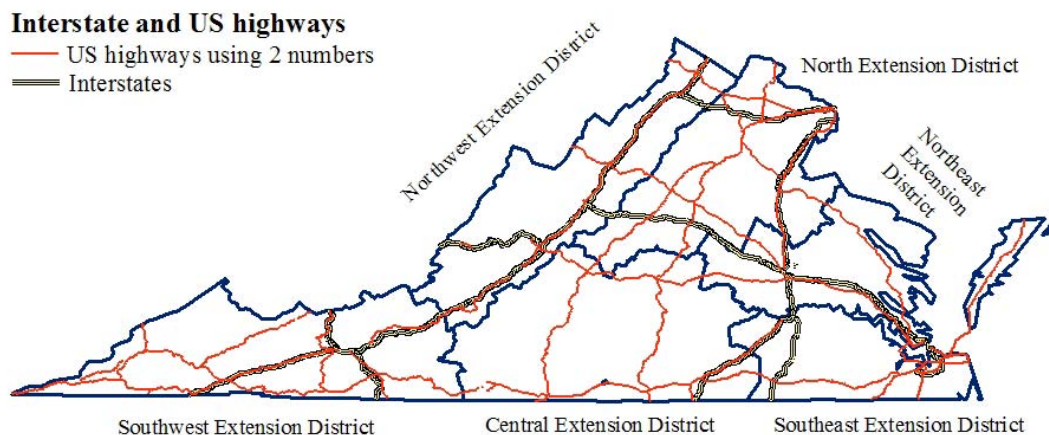 Interstate and US highways
US highways using 2 numbers
Interstates
Northwest Extension District
North Extension District
Northeast
Extension
District
Southwest Extension District
Central Extension District
Southeast Extension District